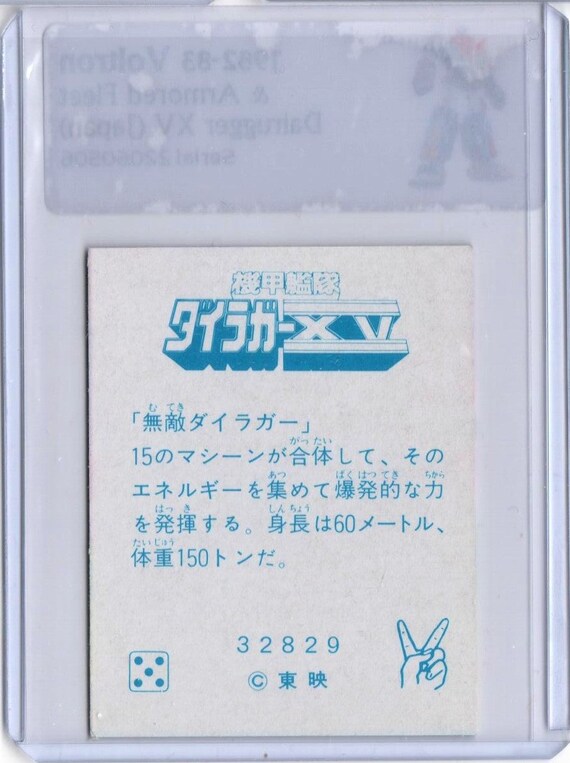 1982-83 Voltron
& Armored Fleet
Dairugger XV (Japan)
Serial 22060506
機甲艦隊
ダイラガーXV
「無敵ダイラガー」
15のマシーンが合体して、その
エネルギーを集めて爆発的な力
を発揮する。身長は60メートル、
体重150トンだ。
32829
©東映